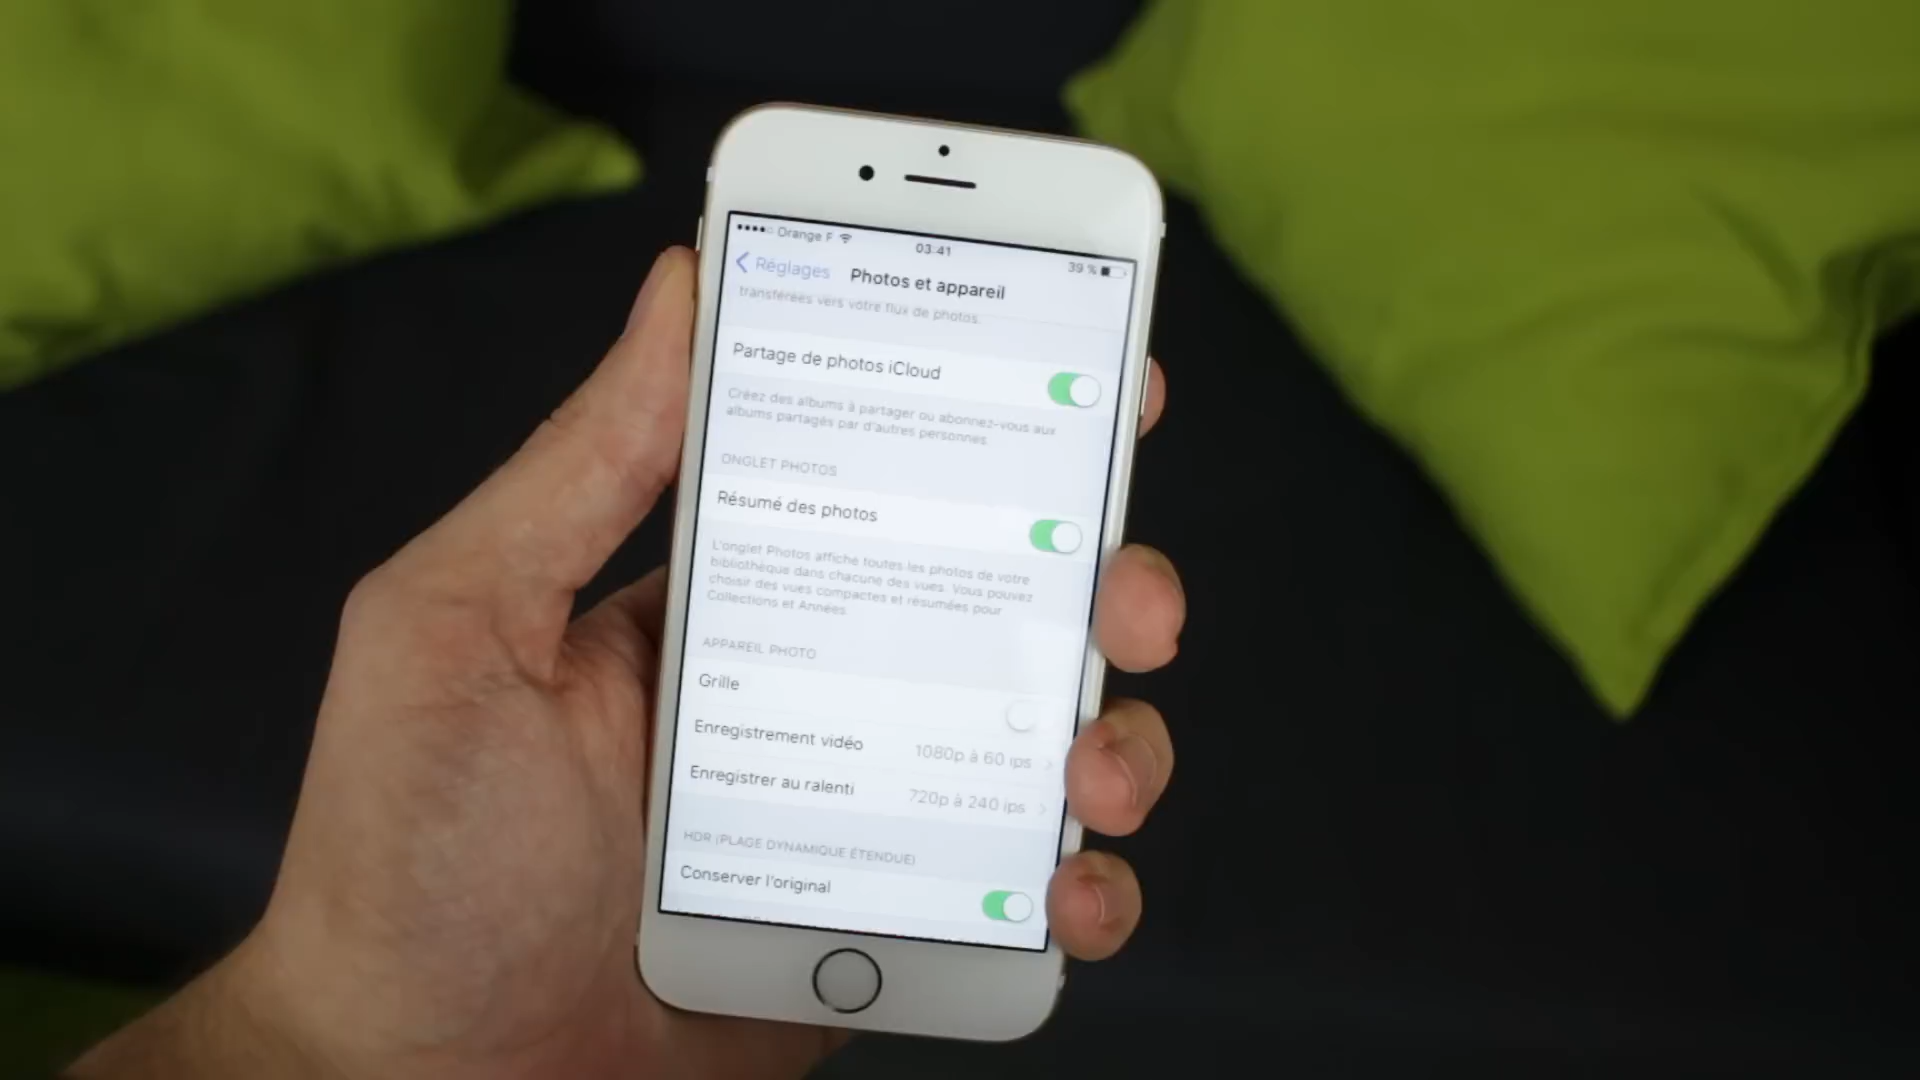 Orange F
03:41
39 %
Réglages
Photos et appareil
transférées vers votre flux de photos.
Partage de photos iCloud
Créez des albums à partager ou abonnez-vous aux
albums partagés par d'autres personnes.
ONGLET PHOTOS
Résumé des photos
L'onglet Photos affiche toutes les photos de votre
bibliothèque dans chacune des vues. Vous pouvez
choisir des vues compactes et résumées pour
Collections et Années.
APPAREIL PHOTO
Grille
Enregistrement vidéo 1080p à 60 ips
Enregistrer au ralenti 720p à 240 ips
HDR (PLAGE DYNAMIQUE ÉTENDUE)
Conserver l'original